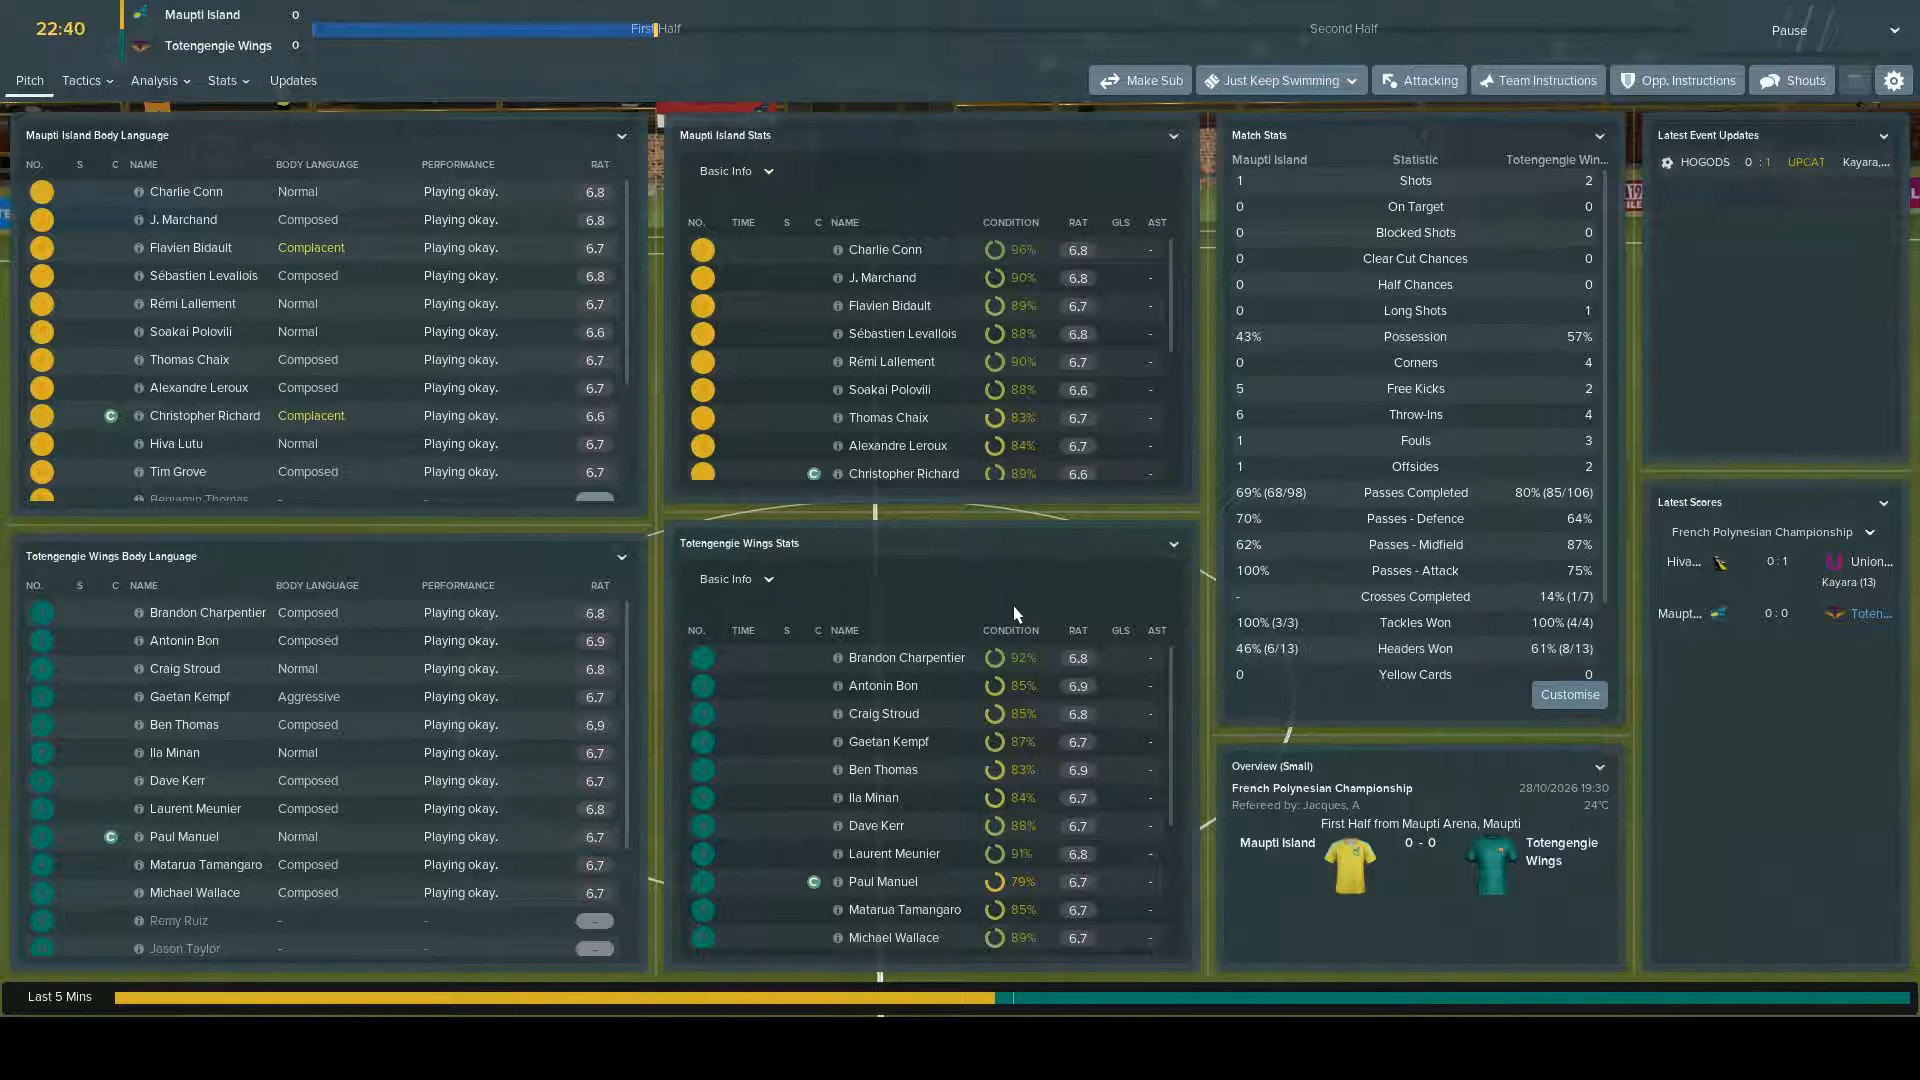 22:40
Maupti Island 0
Totengengie Wings 0
First Half
Second Half
Pause
Pitch Tactics Analysis Stats Updates
Make Sub Just Keep Swimming Attacking Team Instructions Opp. Instructions Shouts
Maupti Island Body Language
NO. S C NAME BODY LANGUAGE PERFORMANCE RAT
Charlie Conn Normal Playing okay. 6.8
J. Marchand Composed Playing okay. 6.8
Flavien Bidault Complacent Playing okay. 6.7
Sébastien Levallois Composed Playing okay. 6.8
Rémi Lallement Normal Playing okay. 6.7
Soakai Polovili Normal Playing okay. 6.6
Thomas Chaix Composed Playing okay. 6.7
Alexandre Leroux Composed Playing okay. 6.7
C Christopher Richard Complacent Playing okay. 6.6
Hiva Lutu Normal Playing okay. 6.7
Tim Grove Composed Playing okay. 6.7
Benjamin Thomas - -
Totengengie Wings Body Language
NO. S C NAME BODY LANGUAGE PERFORMANCE RAT
Brandon Charpentier Composed Playing okay. 6.8
Antonin Bon Composed Playing okay. 6.9
Craig Stroud Normal Playing okay. 6.8
Gaetan Kempf Aggressive Playing okay. 6.7
Ben Thomas Composed Playing okay. 6.9
Ila Minan Normal Playing okay. 6.7
Dave Kerr Composed Playing okay. 6.7
Laurent Meunier Composed Playing okay. 6.8
C Paul Manuel Normal Playing okay. 6.7
Matarua Tamangaro Composed Playing okay. 6.7
Michael Wallace Composed Playing okay. 6.7
Remy Ruiz - - -
Jason Taylor - - -
Maupti Island Stats
Basic Info
NO. TIME S C NAME CONDITION RAT GLS AST
Charlie Conn 96% 6.8 -
J. Marchand 90% 6.8 -
Flavien Bidault 89% 6.7 -
Sébastien Levallois 88% 6.8 -
Rémi Lallement 90% 6.7 -
Soakai Polovili 88% 6.6 -
Thomas Chaix 83% 6.7 -
Alexandre Leroux 84% 6.7 -
C Christopher Richard 89% 6.6 -
Totengengie Wings Stats
Basic Info
NO. TIME S C NAME CONDITION RAT GLS AST
Brandon Charpentier 92% 6.8 -
Antonin Bon 85% 6.9 -
Craig Stroud 85% 6.8 -
Gaetan Kempf 87% 6.7 -
Ben Thomas 83% 6.9 -
Ila Minan 84% 6.7 -
Dave Kerr 88% 6.7 -
Laurent Meunier 91% 6.8 -
C Paul Manuel 79% 6.7 -
Matarua Tamangaro 85% 6.7 -
Michael Wallace 89% 6.7 -
Match Stats
Maupti Island Statistic Totengengie Win...
1 Shots 2
0 On Target 0
0 Blocked Shots 0
0 Clear Cut Chances 0
0 Half Chances 0
0 Long Shots 1
43% Possession 57%
0 Corners 4
5 Free Kicks 2
6 Throw-Ins 4
1 Fouls 3
1 Offsides 2
69% (68/98) Passes Completed 80% (85/106)
70% Passes - Defence 64%
62% Passes - Midfield 87%
100% Passes - Attack 75%
- Crosses Completed 14% (1/7)
100% (3/3) Tackles Won 100% (4/4)
46% (6/13) Headers Won 61% (8/13)
0 Yellow Cards 0
Customise
Overview (Small)
French Polynesian Championship 28/10/2026 19:30
Refereed by: Jacques, A 24°C
First Half from Maupti Arena, Maupti
Maupti Island 0 - 0 Totengengie
Wings
Latest Event Updates
HOGODS 0 : 1 UPCAT Kayara,...
Latest Scores
French Polynesian Championship
Hiva... 0 : 1 Union...
Kayara (13)
Maupt... 0 : 0 Toten...
Last 5 Mins